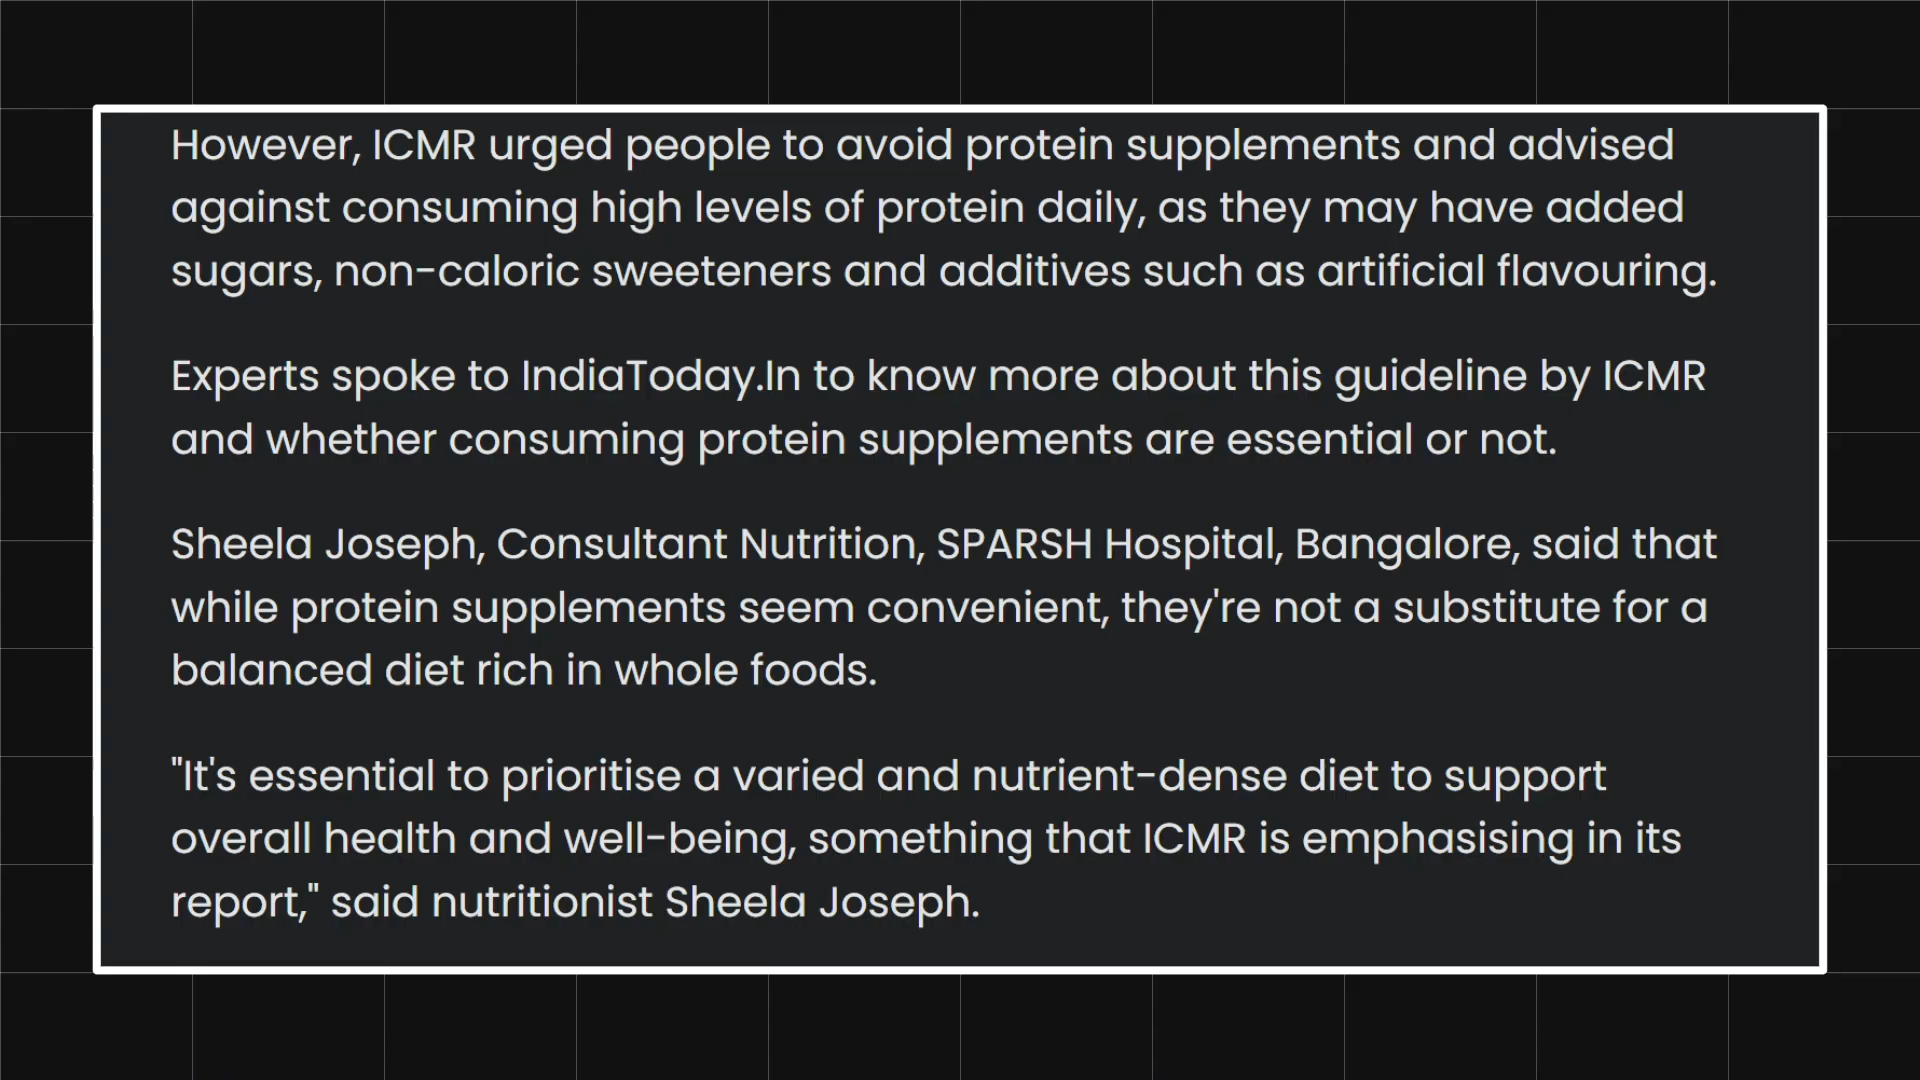 However, ICMR urged people to avoid protein supplements and advised
against consuming high levels of protein daily, as they may have added
sugars, non-caloric sweeteners and additives such as artificial flavouring.
Experts spoke to IndiaToday.In to know more about this guideline by ICMR
and whether consuming protein supplements are essential or not.
Sheela Joseph, Consultant Nutrition, SPARSH Hospital, Bangalore, said that
while protein supplements seem convenient, they're not a substitute for a
balanced diet rich in whole foods.
"It's essential to prioritise a varied and nutrient-dense diet to support
overall health and well-being, something that ICMR is emphasising in its
report," said nutritionist Sheela Joseph.